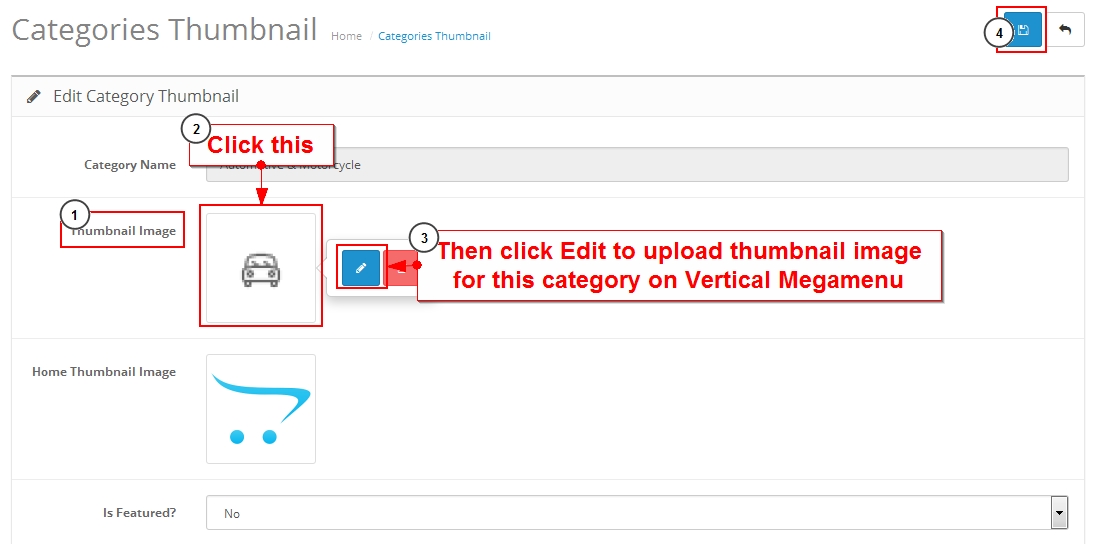 Categories Thumbnail
Home / Categories Thumbnail
4
Edit Category Thumbnail
2
Click this
Category Name
Motorcycle
1
Thumbnail Image
3
Then click Edit to upload thumbnail image
for this category on Vertical Megamenu
Home Thumbnail Image
Is Featured?
No